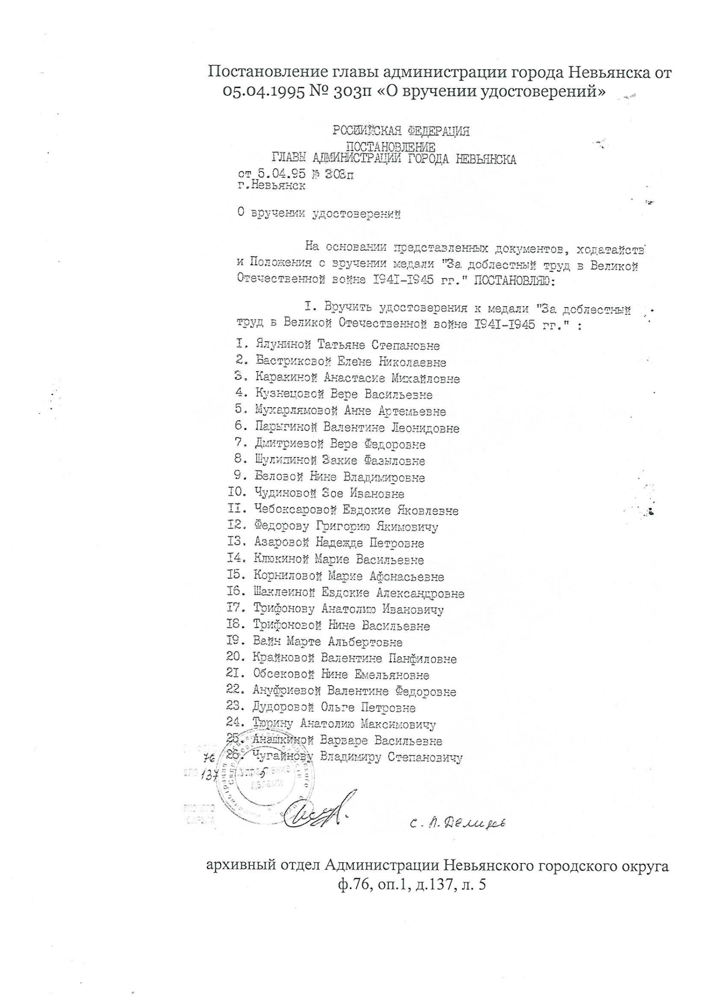 Постановление главы администрации города Невьянска от
05.04.1995 № 303п «О вручении удостоверений»
РОССИЙСКАЯ ФЕДЕРАЦИЯ
ПОСТАНОВЛЕНИЕ
ГЛАВЫ АДМИНИСТРАЦИИ ГОРОДА НЕВЬЯНСКА
от 5.04.95 № 303п
г.Невьянск
О вручении удостоверений
На основании представленных документов, ходатайств
и Положения о вручении медали "За доблестный труд в Великой
Отечественной войне I94I-I945 гг." ПОСТАНОВЛЯЮ:
I. Вручить удостоверения к медали "За доблестный
труд в Великой Отечественной войне I94I-I945 гг." :
I. Ялуниной Татьяне Степановне
2. Бастриковой Елене Николаевне
3. Каракиной Анастасие Михайловне
4. Кузнецовой Вере Васильевне
5. Мухарлямовой Анне Артемьевне
6. Парыгиной Валентине Леонидовне
7. Дмитриевой Вере Федоровне
8. Шулипиной Закие Фазыловне
9. Беловой Нине Владимировне
I0. Чудиновой Зое Ивановне
II. Чебоксаровой Евдокие Яковлевне
I2. Федорову Григорию Якимовичу
I3. Азаровой Надежде Петровне
I4. Клюкиной Марие Васильевне
I5. Корниловой Марие Афонасьевне
I6. Шаклеиной Евдокие Александровне
I7. Трифонову Анатолию Ивановичу
I8. Трифоновой Нине Васильевне
I9. Вайн Марте Альбертовне
20. Крайновой Валентине Панфиловне
2I. Обсековой Нине Емельяновне
22. Ануфриевой Валентине Федоровне
23. Дудоровой Ольге Петровне
24. Тюрину Анатолию Максимовичу
25. Анашкиной Варваре Васильевне
76 26. Чугайнову Владимиру Степановичу
137 5
Управление
делами
ОКРУГА
С. Л. Демидов
архивный отдел Администрации Невьянского городского округа
ф.76, оп.1, д.137, л. 5